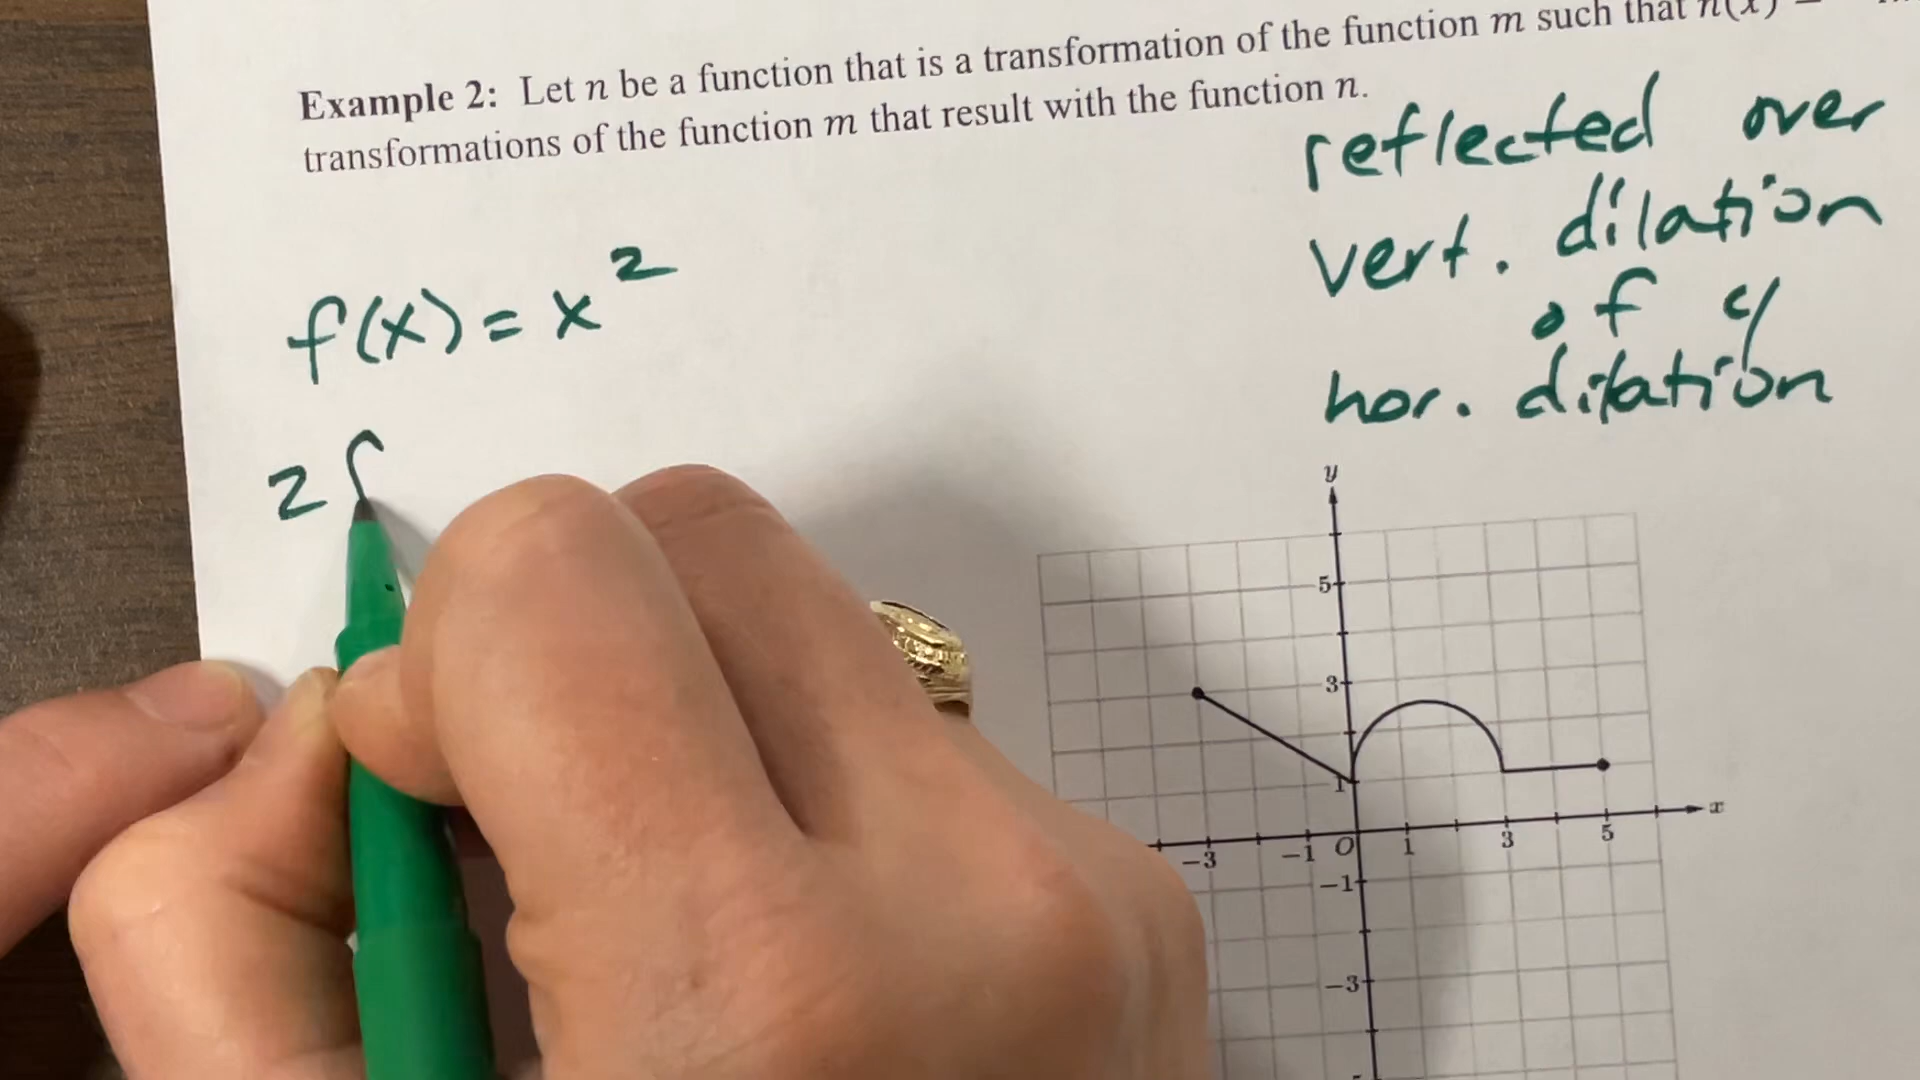 Example 2: Let n be a function that is a transformation of the function m such that n(x) =
transformations of the function m that result with the function n.
reflected over
vert. dilation
of
hor. dilation
f(x) = x²
2
y
5
3
1
-3 -1 O 1 3 5 x
-1
-3